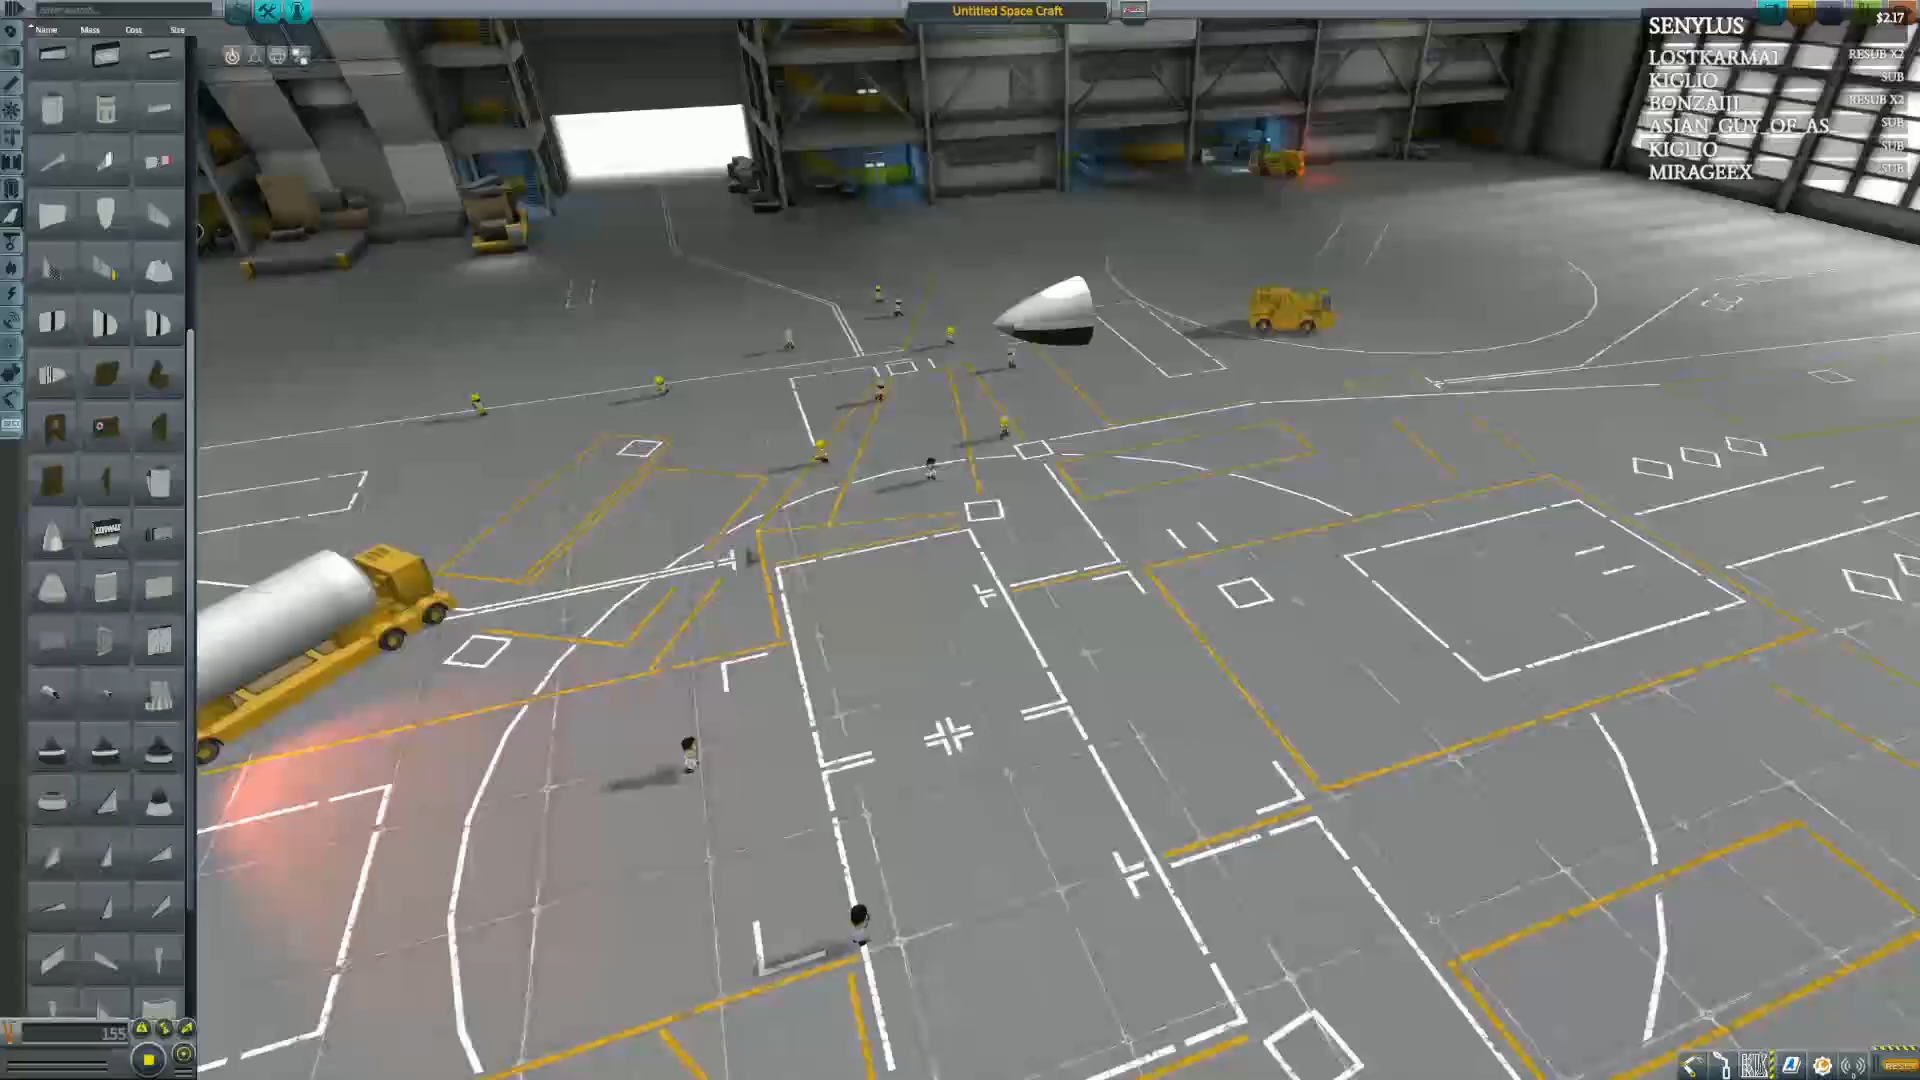 Untitled Space Craft
$2.17
Name Mass Cost Size
SENYLUS
LOSTKARMA1 RESUB X2
KIGLIO SUB
BONZAIJI RESUB X2
ASIAN_GUY_OF_AS SUB
KIGLIO SUB
MIRAGEEX SUB
155
RESET